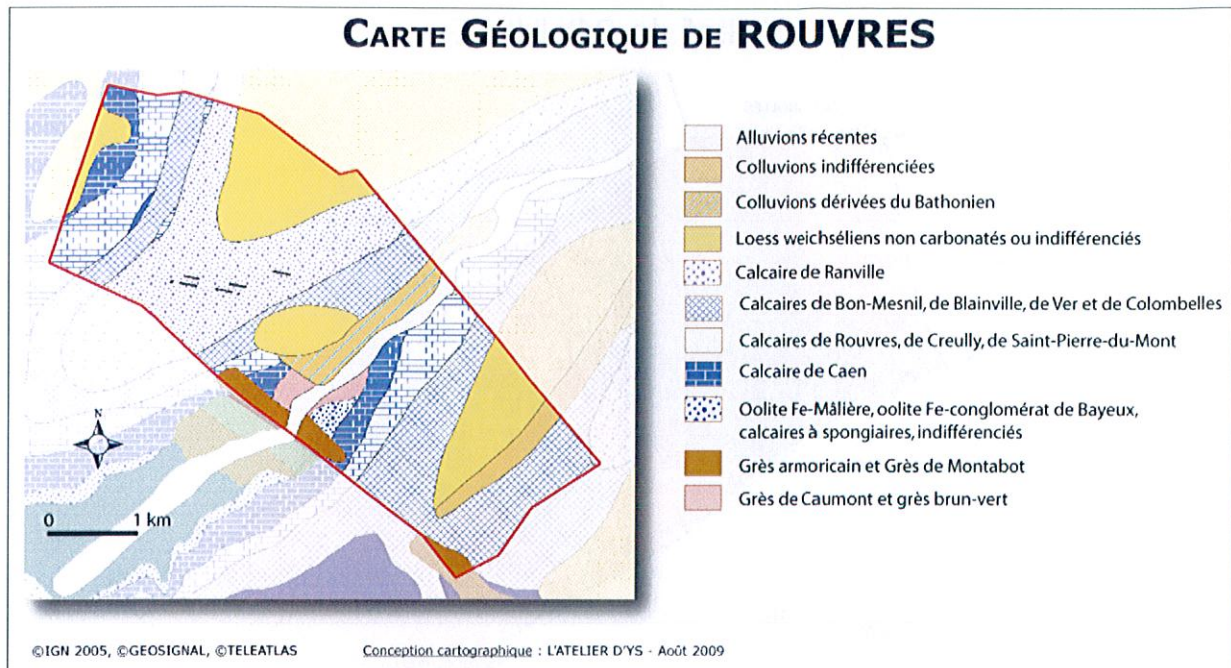 CARTE GÉOLOGIQUE DE ROUVRES
Alluvions récentes
Colluvions indifférenciées
Colluvions dérivées du Bathonien
Loess weichséliens non carbonatés ou indifférenciés
Calcaire de Ranville
Calcaires de Bon-Mesnil, de Blainville, de Ver et de Colombelles
Calcaires de Rouvres, de Creully, de Saint-Pierre-du-Mont
Calcaire de Caen
Oolite Fe-Mâlière, oolite Fe-conglomérat de Bayeux,
calcaires à spongiaires, indifférenciés
Grès armoricain et Grès de Montabot
Grès de Caumont et grès brun-vert
N
0 1 km
©IGN 2005, ©GEOSIGNAL, ©TELEATLAS
Conception cartographique : L'ATELIER D'YS - Août 2009